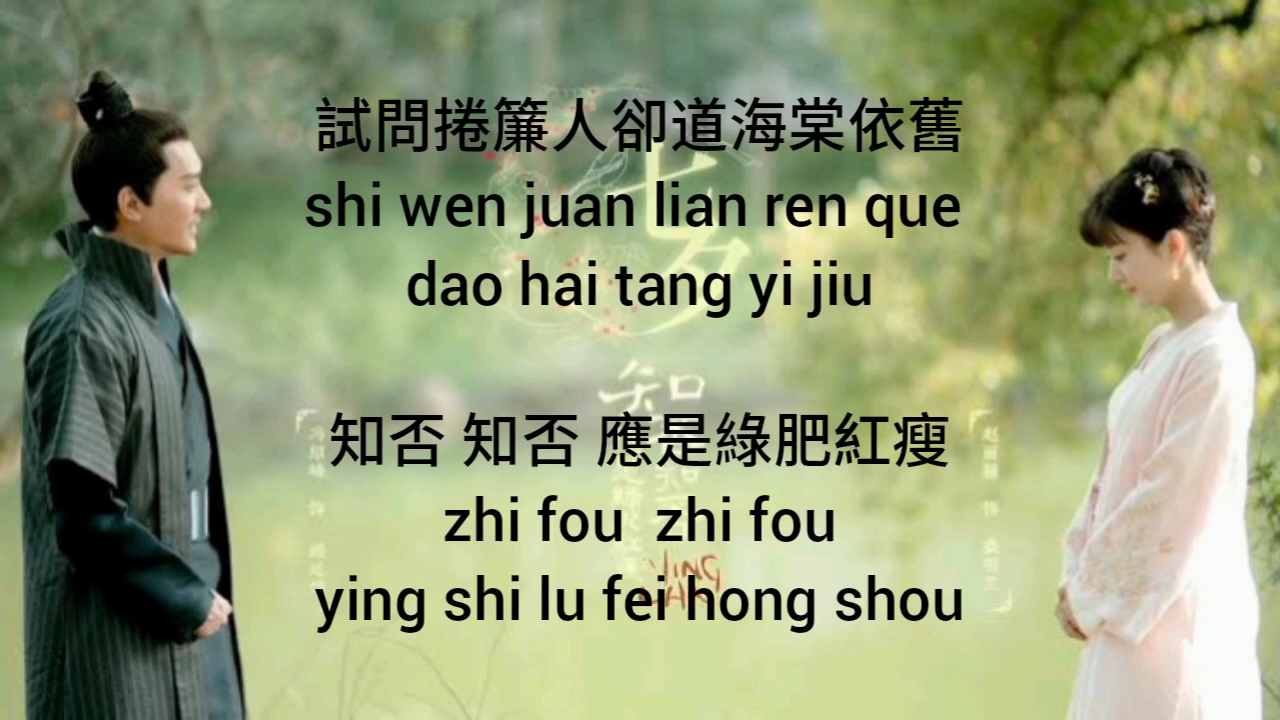 試問捲簾人卻道海棠依舊
shi wen juan lian ren que
dao hai tang yi jiu
知否 知否 應是綠肥紅瘦
zhi fou zhi fou
ying shi lu fei hong shou
知